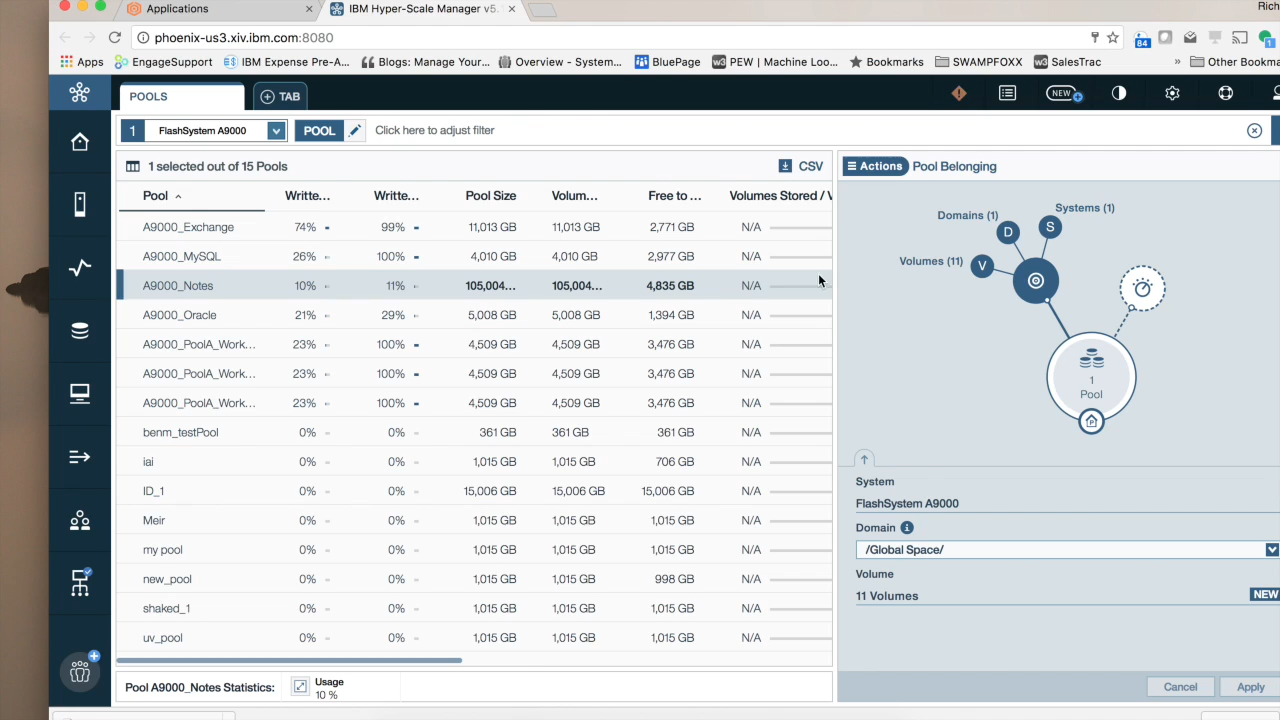 Applications ×
IBM Hyper-Scale Manager v5. ×
Rich
phoenix-us3.xiv.ibm.com:8080
84
1
Apps EngageSupport IBM Expense Pre-A... Blogs: Manage Your... Overview - System... BluePage w3 PEW | Machine Lo... Bookmarks SWAMPFOXX w3 SalesTrac » Other Bookma
POOLS TAB NEW
1 FlashSystem A9000 POOL Click here to adjust filter
1 selected out of 15 Pools CSV
Pool Writte... Writte... Pool Size Volum... Free to ... Volumes Stored / V
A9000_Exchange 74% 99% 11,013 GB 11,013 GB 2,771 GB N/A
A9000_MySQL 26% 100% 4,010 GB 4,010 GB 2,977 GB N/A
A9000_Notes 10% 11% 105,004... 105,004... 4,835 GB N/A
A9000_Oracle 21% 29% 5,008 GB 5,008 GB 1,394 GB N/A
A9000_PoolA_Work... 23% 100% 4,509 GB 4,509 GB 3,476 GB N/A
A9000_PoolA_Work... 23% 100% 4,509 GB 4,509 GB 3,476 GB N/A
A9000_PoolA_Work... 23% 100% 4,509 GB 4,509 GB 3,476 GB N/A
benm_testPool 0% 0% 361 GB 361 GB 361 GB N/A
iai 0% 0% 1,015 GB 1,015 GB 706 GB N/A
ID_1 0% 0% 15,006 GB 15,006 GB 15,006 GB N/A
Meir 0% 0% 1,015 GB 1,015 GB 1,015 GB N/A
my pool 0% 0% 1,015 GB 1,015 GB 1,015 GB N/A
new_pool 0% 0% 1,015 GB 1,015 GB 998 GB N/A
shaked_1 0% 0% 1,015 GB 1,015 GB 1,015 GB N/A
uv_pool 0% 0% 1,015 GB 1,015 GB 1,015 GB N/A
Pool A9000_Notes Statistics: Usage
10 %
Actions Pool Belonging
Domains (1) Systems (1)
D S
Volumes (11) V
1
Pool
P
System
FlashSystem A9000
Domain
/Global Space/
Volume
11 Volumes NEW
Cancel Apply